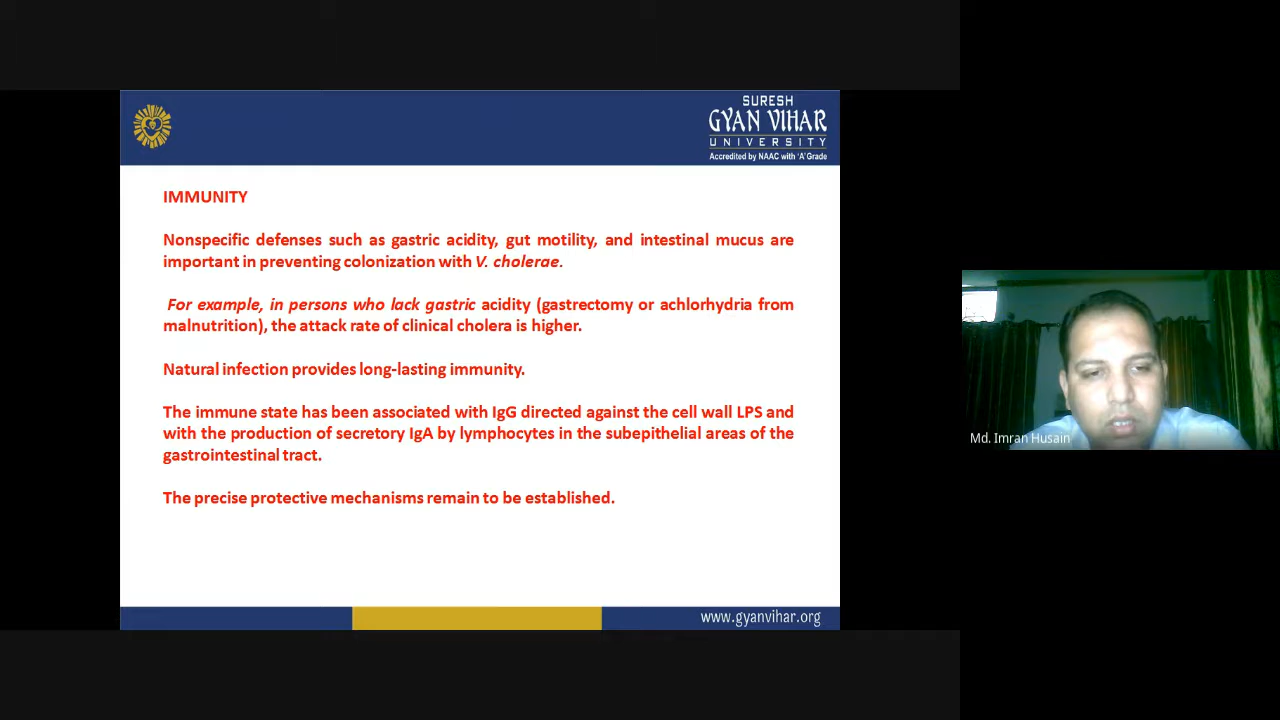 SURESH
GYAN VIHAR
UNIVERSITY
Accredited by NAAC with 'A' Grade
IMMUNITY
Nonspecific defenses such as gastric acidity, gut motility, and intestinal mucus are
important in preventing colonization with V. cholerae.
For example, in persons who lack gastric acidity (gastrectomy or achlorhydria from
malnutrition), the attack rate of clinical cholera is higher.
Natural infection provides long-lasting immunity.
The immune state has been associated with IgG directed against the cell wall LPS and
with the production of secretory IgA by lymphocytes in the subepithelial areas of the
gastrointestinal tract.
The precise protective mechanisms remain to be established.
www.gyanvihar.org
Md. Imran Husain